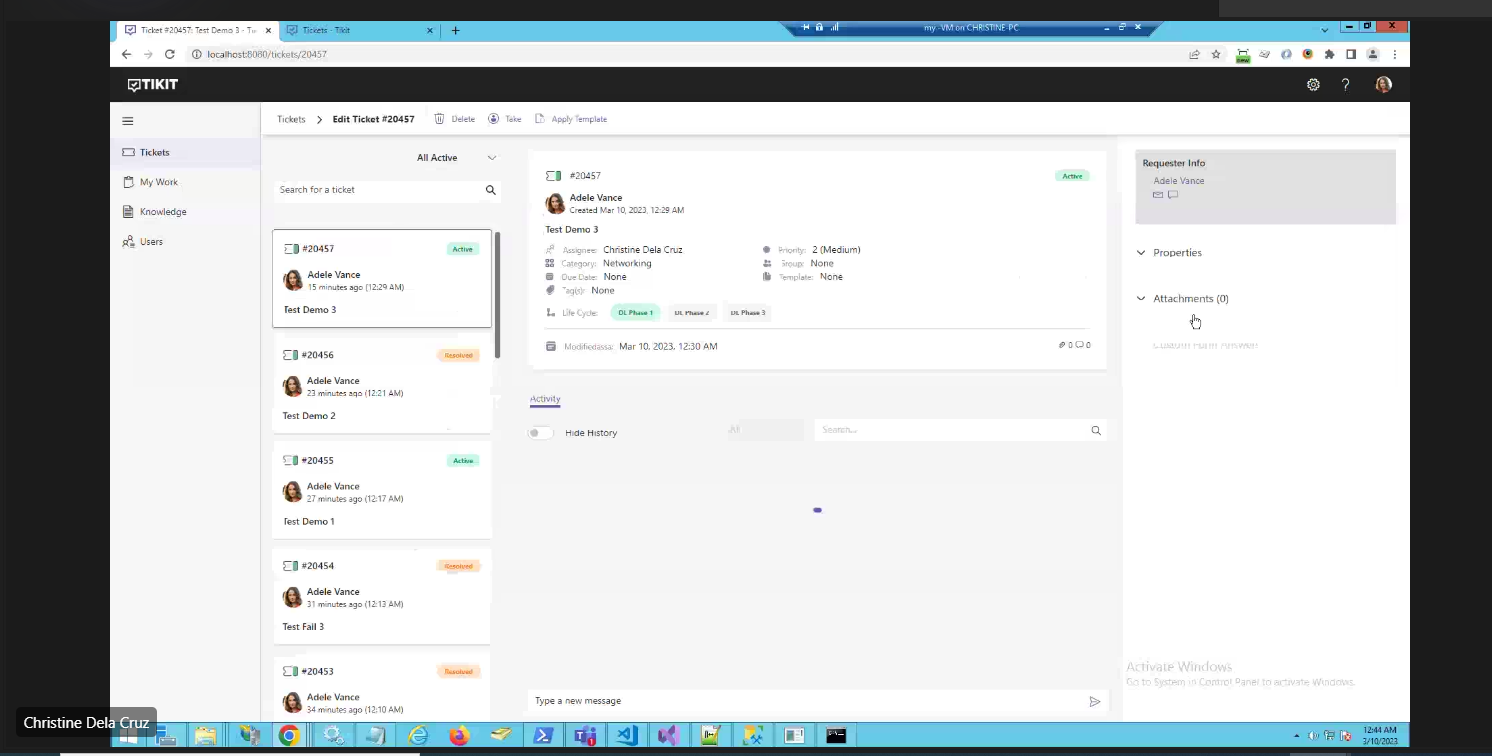 Ticket #20457: Test Demo 3 - Ti
Tickets - Tikit
my -VM on CHRISTINE-PC
localhost:8080/tickets/20457
TIKIT
Tickets
My Work
Knowledge
Users
Tickets > Edit Ticket #20457 Delete Take Apply Template
All Active
Search for a ticket
#20457 Active
Adele Vance
15 minutes ago (12:29 AM)
Test Demo 3
#20456 Resolved
Adele Vance
23 minutes ago (12:21 AM)
Test Demo 2
#20455 Active
Adele Vance
27 minutes ago (12:17 AM)
Test Demo 1
#20454 Resolved
Adele Vance
31 minutes ago (12:13 AM)
Test Fail 3
#20453 Resolved
Adele Vance
34 minutes ago (12:10 AM)
#20457 Active
Adele Vance
Created Mar 10, 2023, 12:29 AM
Test Demo 3
Assignee: Christine Dela Cruz Priority: 2 (Medium)
Category: Networking Group: None
Due Date: None Template: None
Tag(s): None
Life Cycle: DL Phase 1 DL Phase 2 DL Phase 3
Modifiedassa: Mar 10, 2023, 12:30 AM 0 0
Activity
Hide History All Search...
Type a new message
Requester Info
Adele Vance
Properties
Attachments (0)
Custom Form Answers
Activate Windows
Go to System in Control Panel to activate Windows.
Christine Dela Cruz
12:44 AM
3/10/2023